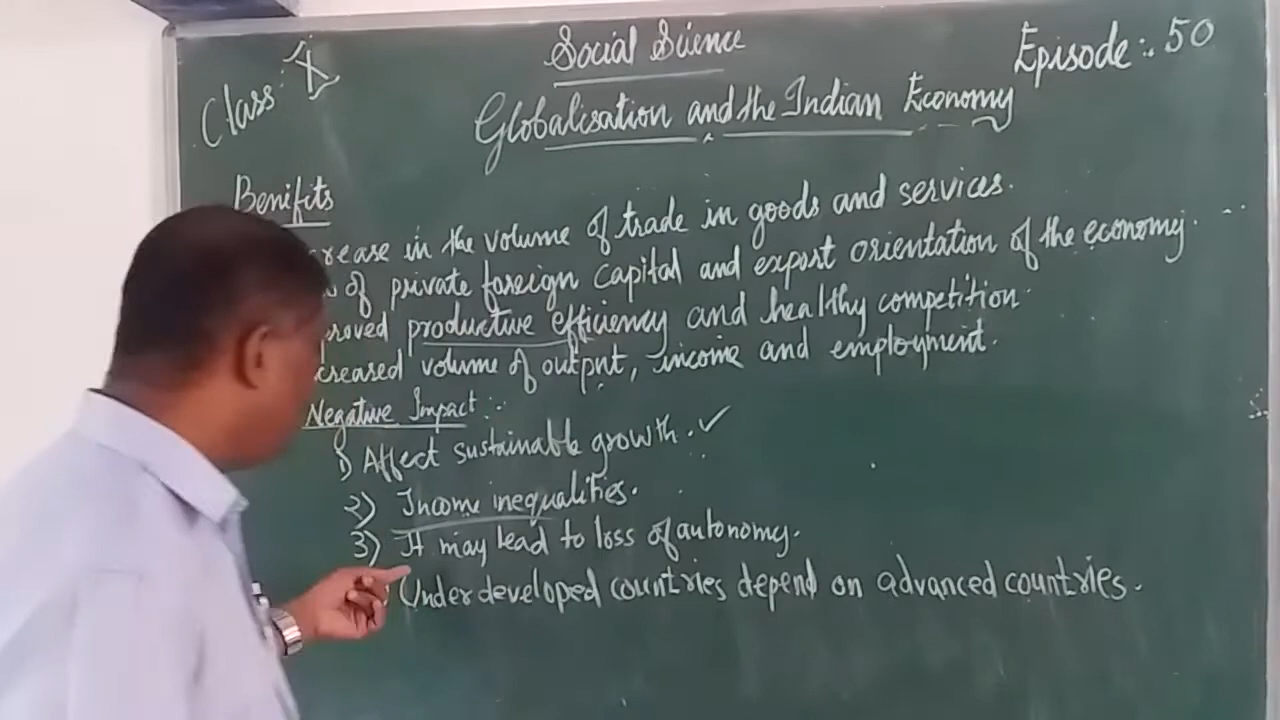 Class : X
Social Science
Episode :. 50
Globalisation and the Indian Economy
Benifits
rease in the volume of trade in goods and services.
of private foreign capital and export orientation of the economy.
proved productive efficiency and healthy competition.
creased volume of output, income and employment.
Negative Impact :-
1) Affect sustainable growth. ✓
2) Income inequalities.
3) It may lead to loss of autonomy.
Underdeveloped countries depend on advanced countries.